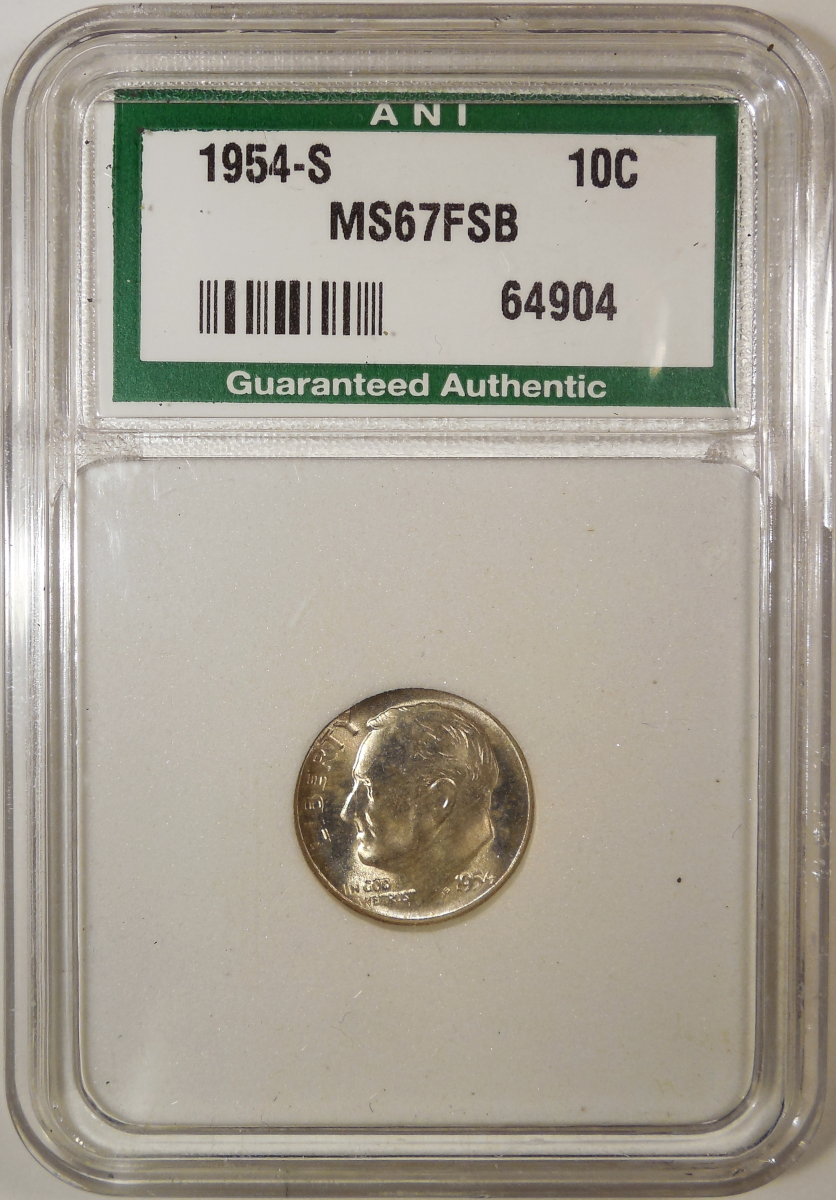 ANI
1954-S 10C
MS67FSB
64904
Guaranteed Authentic
LIBERTY
IN GOD
WE TRUST
1954